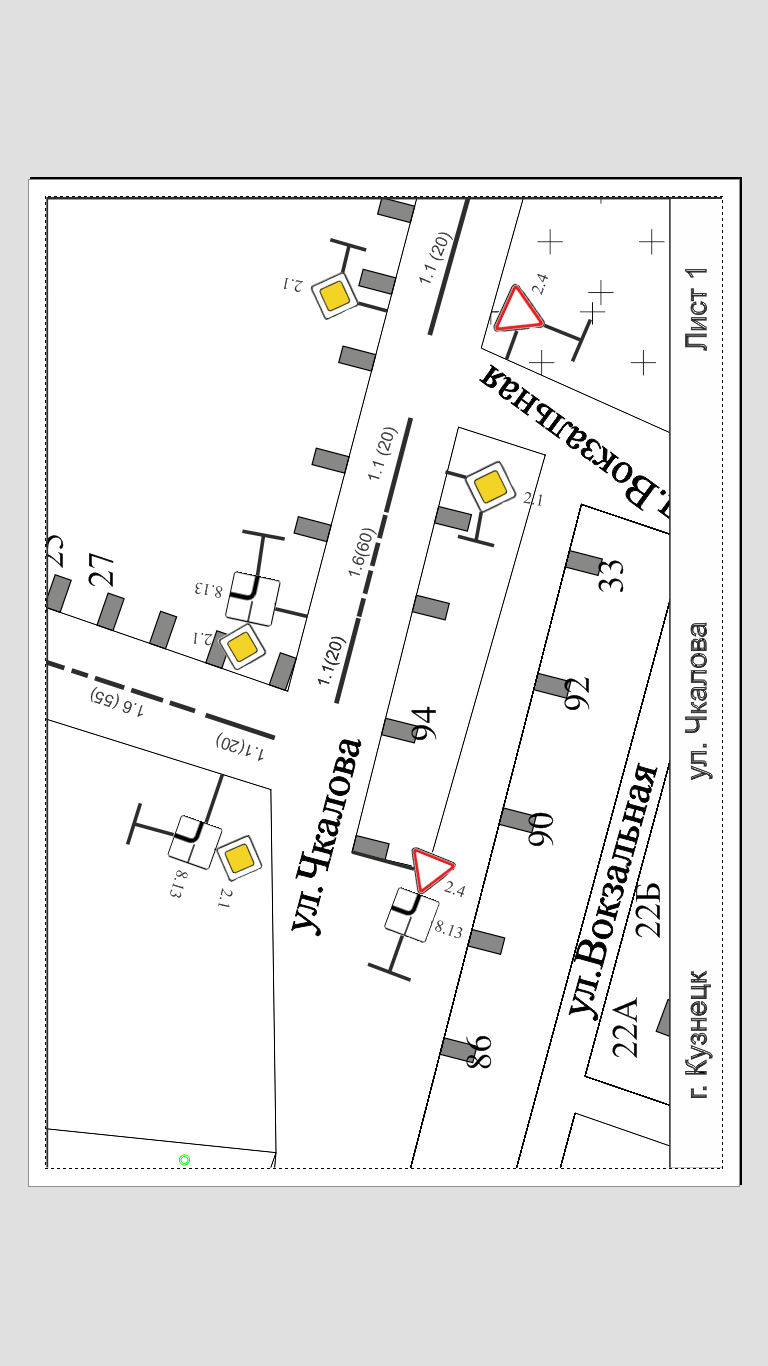 г. Кузнецк
ул. Чкалова
Лист 1
2.1
1.1 (20)
2.4
ул.Вокзальная
1.1 (20)
2.1
1.6(60)
8.13
2.1
1.1(20)
27
33
92
1.6 (55)
1.1(20)
94
ул.Чкалова
90
8.13
2.1
2.4
8.13
ул.Вокзальная
22Б
22А
86